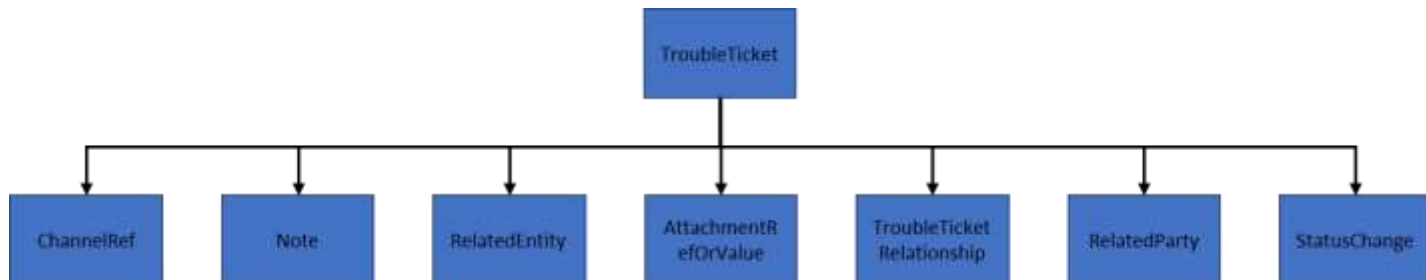 TroubleTicket
ChannelRef
Note
RelatedEntity
AttachmentR
efOrValue
TroubleTicket
Relationship
RelatedParty
StatusChange